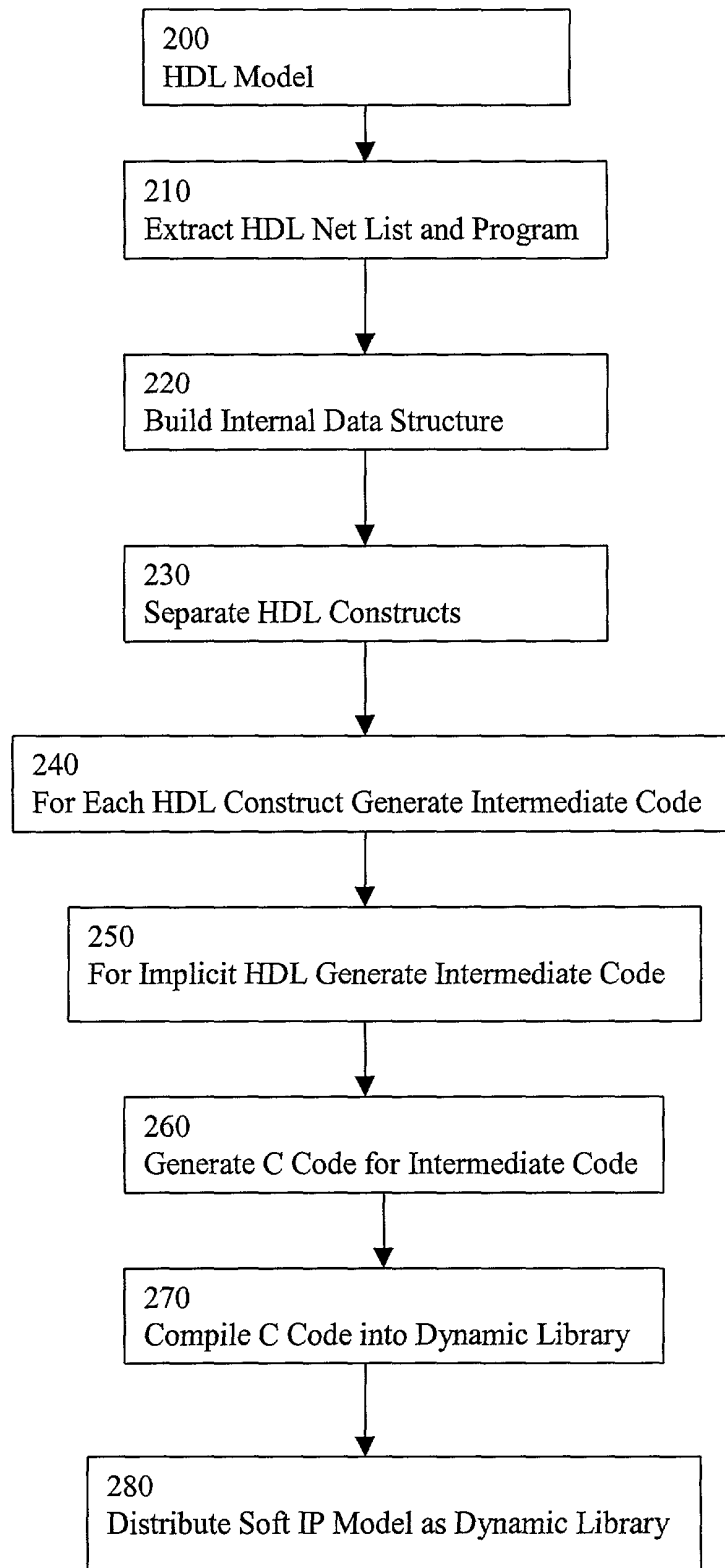 200
HDL Model
210
Extract HDL Net List and Program
220
Build Internal Data Structure
230
Separate HDL Constructs
240
For Each HDL Construct Generate Intermediate Code
250
For Implicit HDL Generate Intermediate Code
260
Generate C Code for Intermediate Code
270
Compile C Code into Dynamic Library
280
Distribute Soft IP Model as Dynamic Library